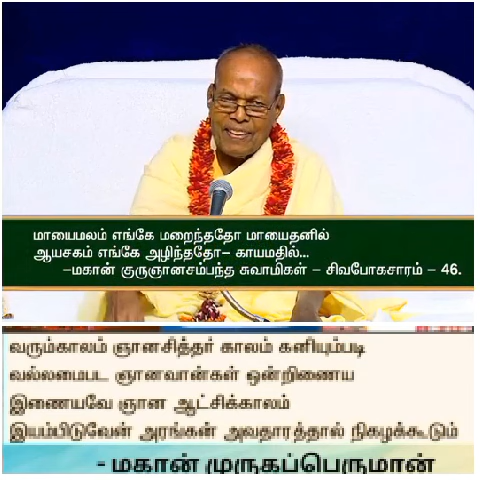 மாயைமலம் எங்கே மறைந்ததோ மாயைதனில்
ஆயசகம் எங்கே அழிந்ததோ- காயமதில்...
-மகான் குருஞானசம்பந்த சுவாமிகள் - சிவபோகசாரம் - 46.
வரும்காலம் ஞானசித்தர் காலம் கனியும்படி
வல்லமைபட ஞானவான்கள் ஒன்றிணைய
இணையவே ஞான ஆட்சிக்காலம்
இயம்பிடுவேன் அரங்கன் அவதாரத்தால் நிகழக்கூடும்
- மகான் முருகப்பெருமான்